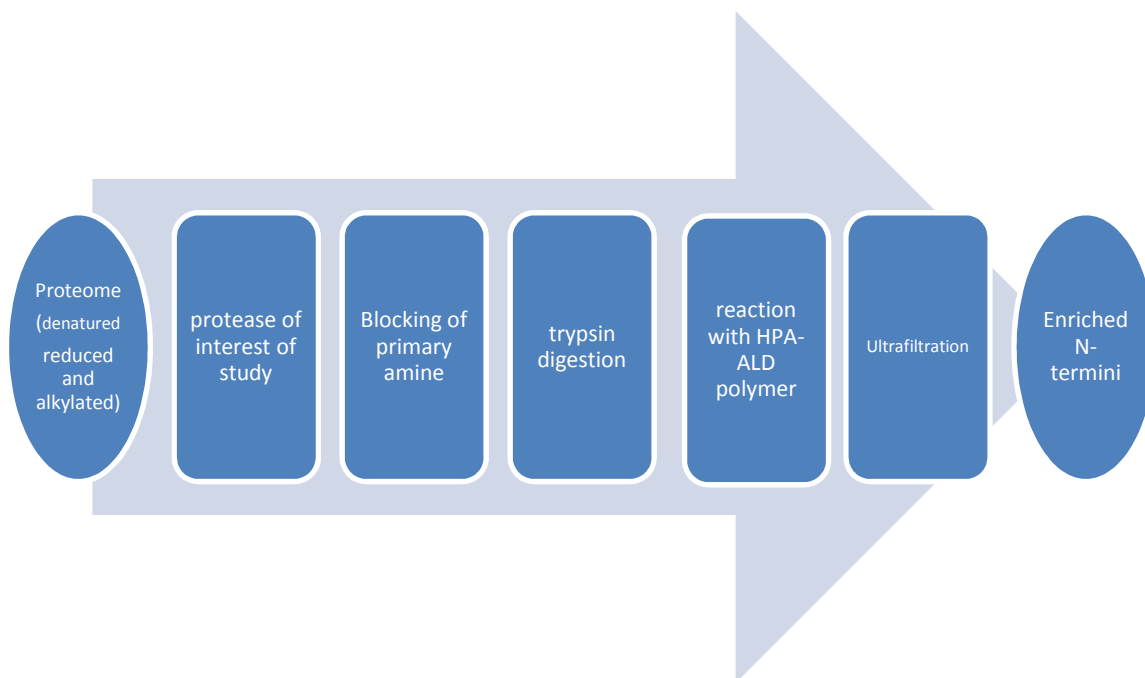 Proteome
(denatured
reduced
and
alkylated)
protease of
interest of
study
Blocking of
primary
amine
trypsin
digestion
reaction
with HPA-
ALD
polymer
Ultrafiltration
Enriched
N-
termini